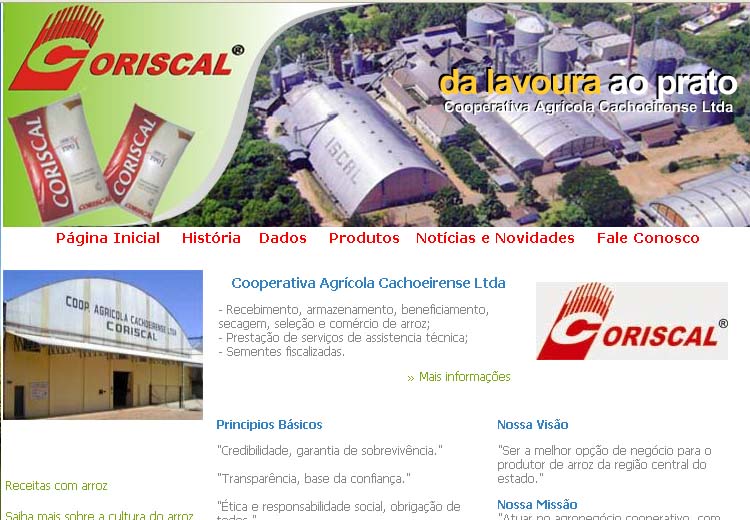 CORISCAL®
da lavoura ao prato
Cooperativa Agrícola Cachoeirense Ltda
CORISCAL
CORISCAL
ISCAL
Página Inicial História Dados Produtos Notícias e Novidades Fale Conosco
COOP. AGRÍCOLA CACHOEIRENSE LTDA
CORISCAL
Cooperativa Agrícola Cachoeirense Ltda
- Recebimento, armazenamento, beneficiamento,
secagem, seleção e comércio de arroz;
- Prestação de serviços de assistencia técnica;
- Sementes fiscalizadas.
» Mais informações
CORISCAL®
Principios Básicos
"Credibilidade, garantia de sobrevivência."
"Transparência, base da confiança."
"Ética e responsabilidade social, obrigação de
todos."
Nossa Visão
"Ser a melhor opção de negócio para o
produtor de arroz da região central do
estado."
Nossa Missão
"Atuar no agronegócio cooperativo, com
Receitas com arroz
Saiba mais sobre a cultura do arroz